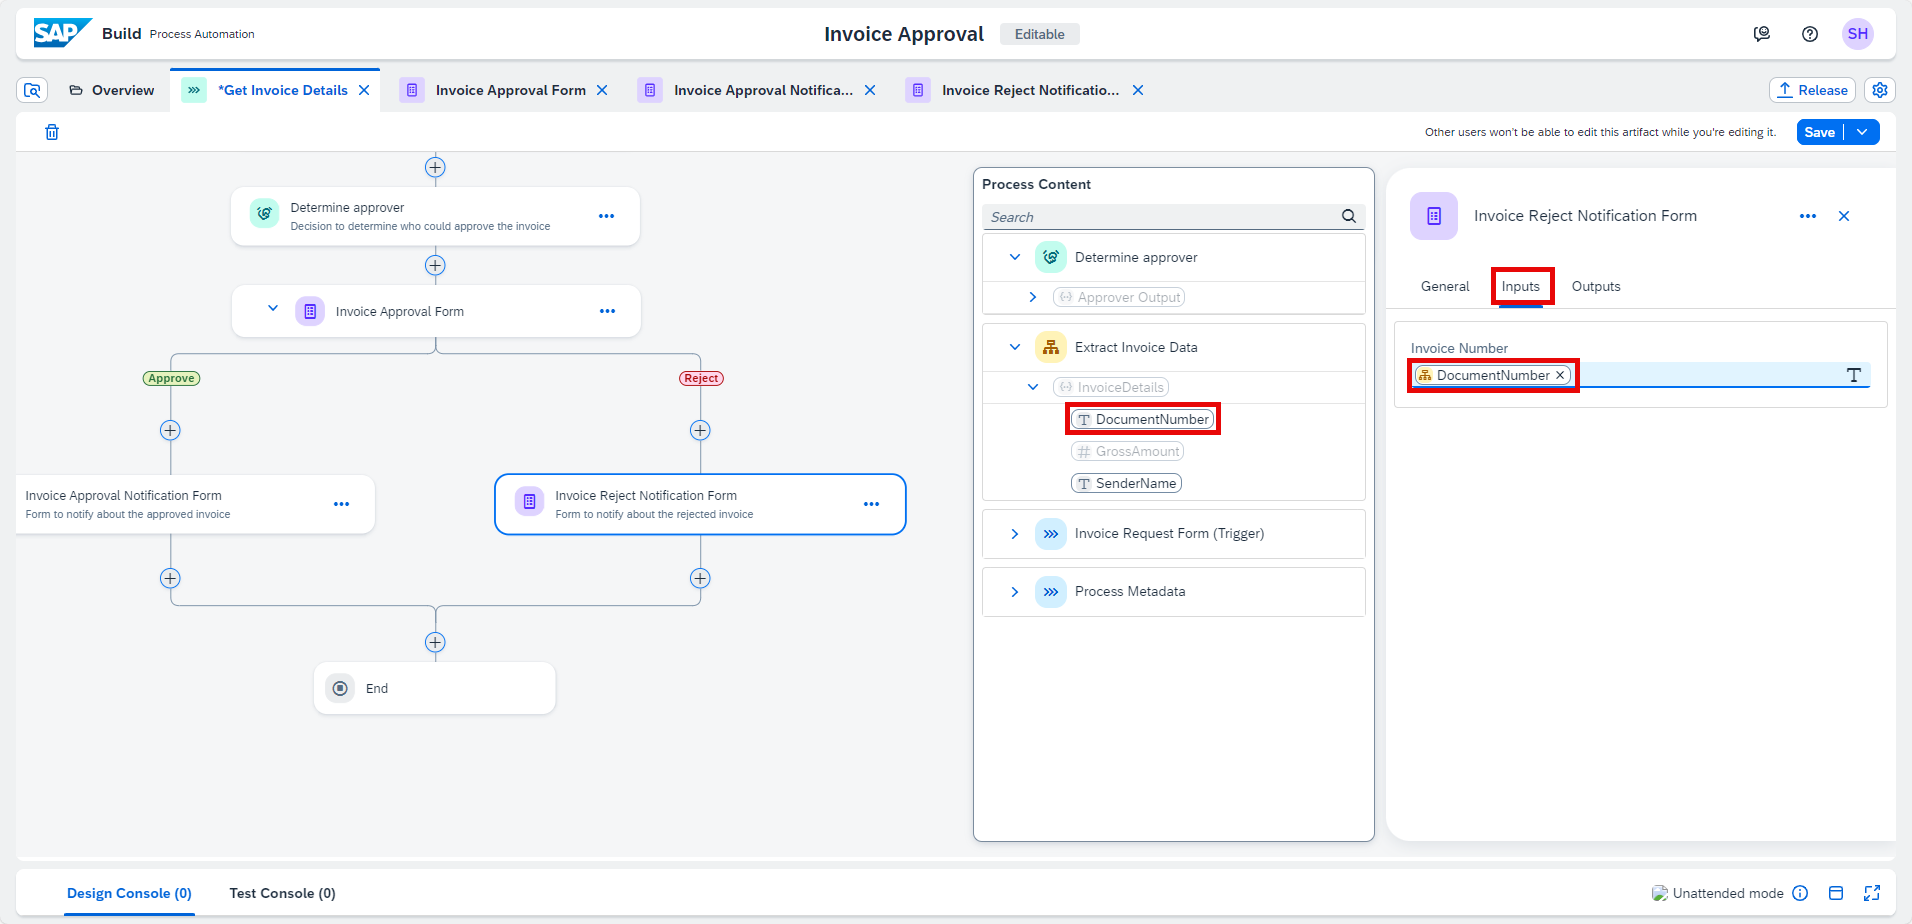 SAP Build Process Automation
Invoice Approval Editable
SH
Overview
*Get Invoice Details
Invoice Approval Form
Invoice Approval Notifica...
Invoice Reject Notificatio...
Release
Other users won't be able to edit this artifact while you're editing it.
Save
Determine approver
Decision to determine who could approve the invoice
Invoice Approval Form
Approve
Reject
Invoice Approval Notification Form
Form to notify about the approved invoice
Invoice Reject Notification Form
Form to notify about the rejected invoice
End
Process Content
Search
Determine approver
Approver Output
Extract Invoice Data
InvoiceDetails
DocumentNumber
GrossAmount
SenderName
Invoice Request Form (Trigger)
Process Metadata
Invoice Reject Notification Form
General Inputs Outputs
Invoice Number
DocumentNumber
Design Console (0) Test Console (0)
Unattended mode